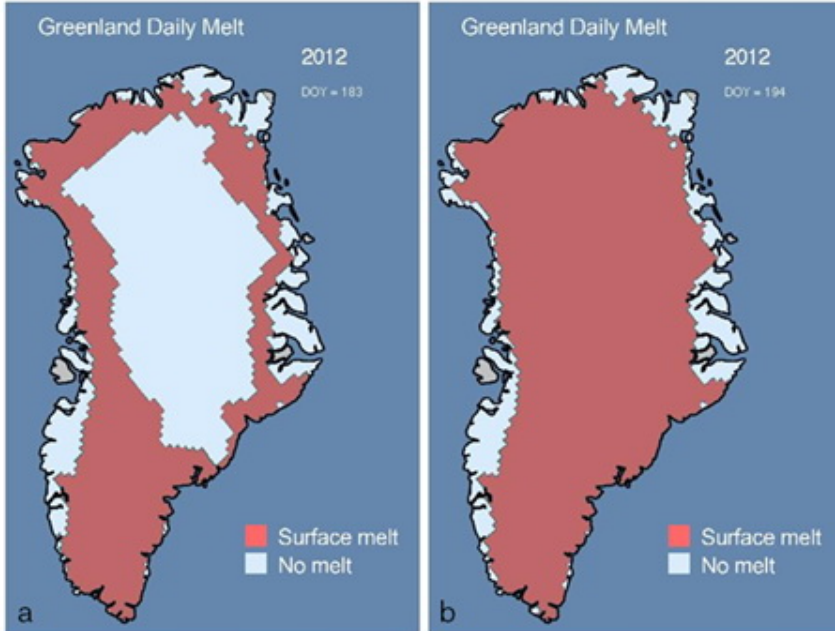 Greenland Daily Melt
2012
DOY = 183
Surface melt
No melt
a
Greenland Daily Melt
2012
DOY = 194
Surface melt
No melt
b